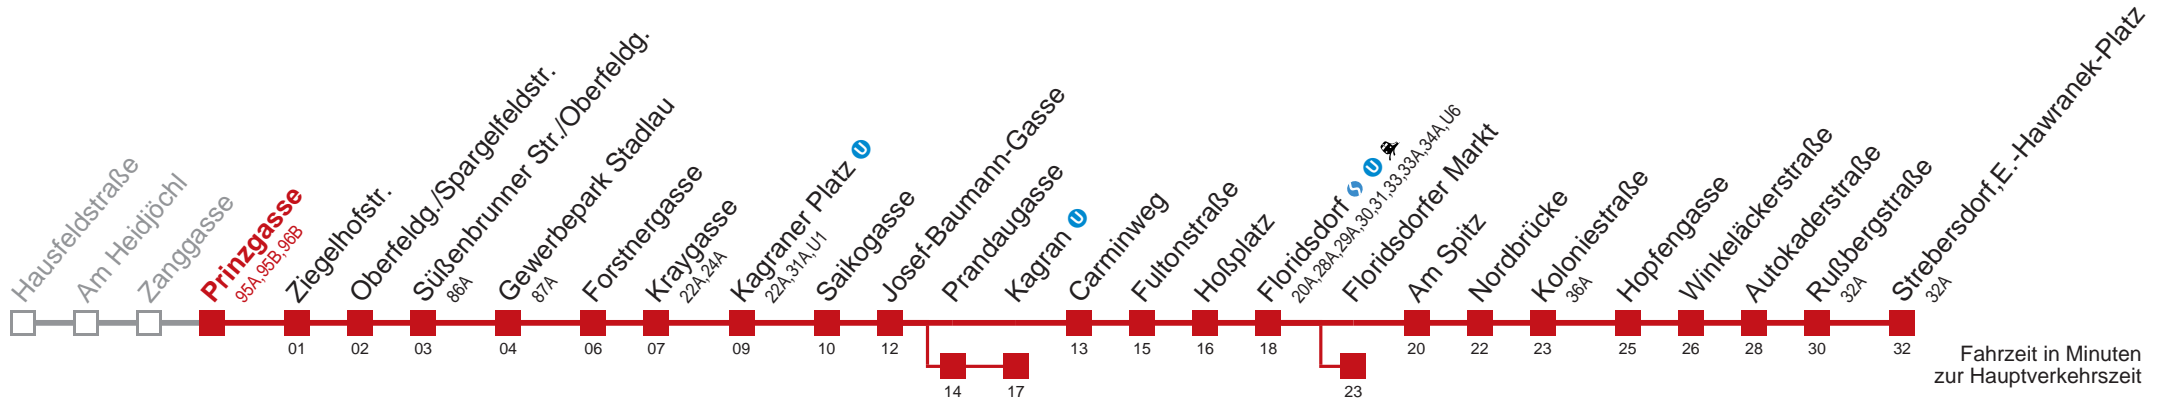 Hausfeldstraße
Am Heidjöchl
Zanggasse
Prinzgasse
95A,95B,96B
Ziegelhofstr.
Oberfeldg./Spargelfeldstr.
Süßenbrunner Str./Oberfeldg.
86A
Gewerbepark Stadlau
87A
Forstnergasse
Kraygasse
22A,24A
Kagraner Platz U
22A,31A,U1
Saikogasse
Josef-Baumann-Gasse
Prandaugasse
Kagran U
Carminweg
Fultonstraße
Hoßplatz
Floridsdorf U
20A,28A,29A,30,31,33,33A,34A,U6
Floridsdorfer Markt
Am Spitz
Nordbrücke
Koloniestraße
36A
Hopfengasse
Winkeläckerstraße
Autokaderstraße
Rußbergstraße
32A
Strebersdorf,E.-Hawranek-Platz
32A
01 02 03 04 06 07 09 10 12 13 15 16 18 20 22 23 25 26 28 30 32
14 17 23
Fahrzeit in Minuten
zur Hauptverkehrszeit